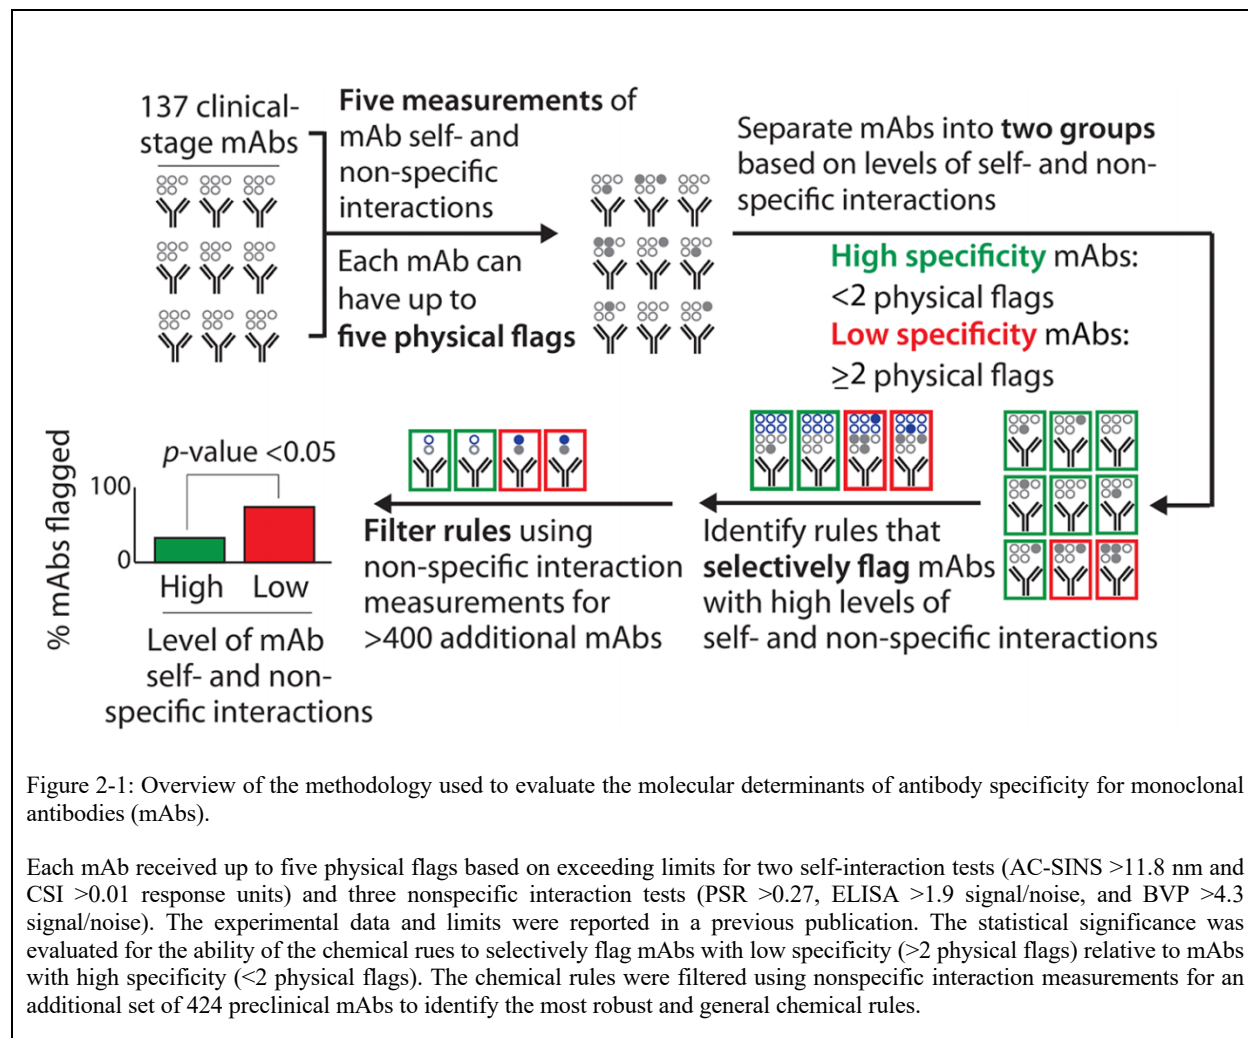 137 clinical-
stage mAbs
Five measurements of
mAb self- and
non-specific
interactions
Each mAb can
have up to
five physical flags
Separate mAbs into two groups
based on levels of self- and non-
specific interactions
High specificity mAbs:
<2 physical flags
Low specificity mAbs:
≥2 physical flags
Identify rules that
selectively flag mAbs
with high levels of
self- and non-specific interactions
Filter rules using
non-specific interaction
measurements for
>400 additional mAbs
% mAbs flagged
p-value <0.05
100
0
High Low
Level of mAb
self- and non-
specific interactions
Figure 2-1: Overview of the methodology used to evaluate the molecular determinants of antibody specificity for monoclonal
antibodies (mAbs).
Each mAb received up to five physical flags based on exceeding limits for two self-interaction tests (AC-SINS >11.8 nm and
CSI >0.01 response units) and three nonspecific interaction tests (PSR >0.27, ELISA >1.9 signal/noise, and BVP >4.3
signal/noise). The experimental data and limits were reported in a previous publication. The statistical significance was
evaluated for the ability of the chemical rues to selectively flag mAbs with low specificity (>2 physical flags) relative to mAbs
with high specificity (<2 physical flags). The chemical rules were filtered using nonspecific interaction measurements for an
additional set of 424 preclinical mAbs to identify the most robust and general chemical rules.